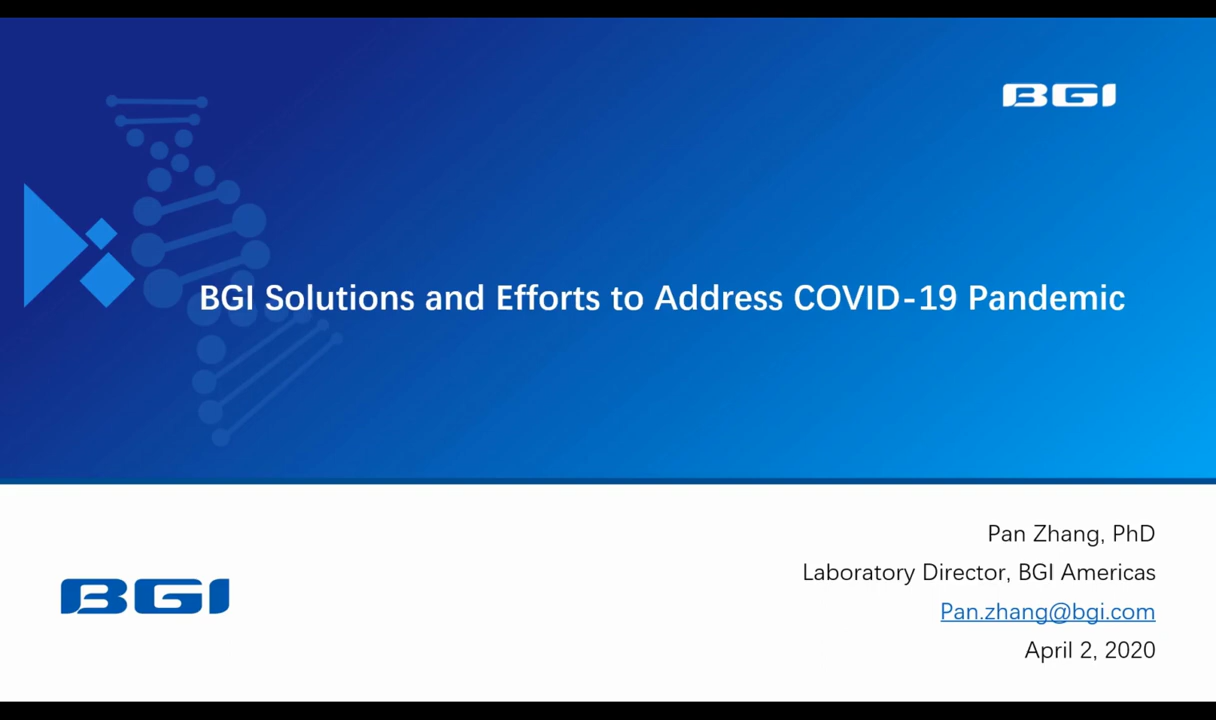 BGI
BGI Solutions and Efforts to Address COVID-19 Pandemic
Pan Zhang, PhD
Laboratory Director, BGI Americas
Pan.zhang@bgi.com
April 2, 2020
BGI